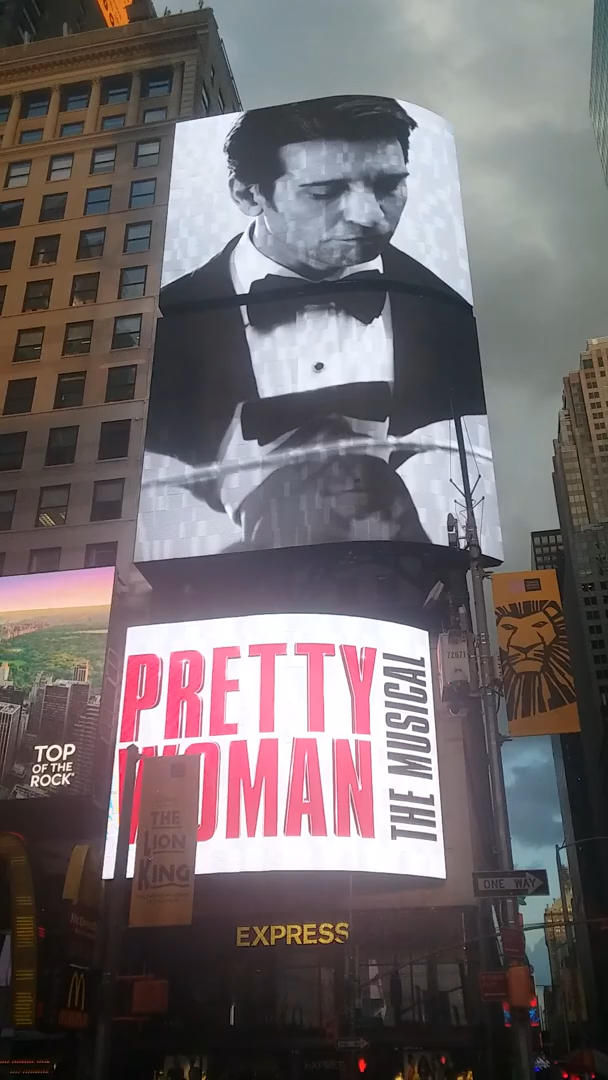 PRETTY
WOMAN
THE MUSICAL
TOP
OF THE
ROCK
THE
LION
KING
ONE WAY
EXPRESS